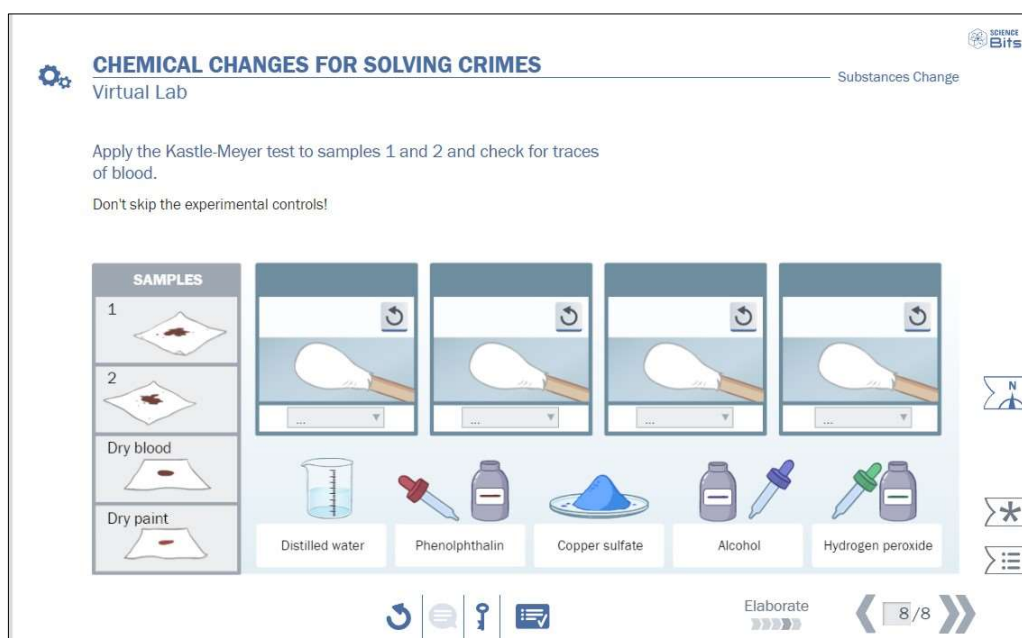 SCIENCE
Bits
CHEMICAL CHANGES FOR SOLVING CRIMES
Virtual Lab
Substances Change
Apply the Kastle-Meyer test to samples 1 and 2 and check for traces
of blood.
Don't skip the experimental controls!
SAMPLES
1
2
Dry blood
Dry paint
...
...
...
...
Distilled water
Phenolphthalin
Copper sulfate
Alcohol
Hydrogen peroxide
N
Elaborate
8/8